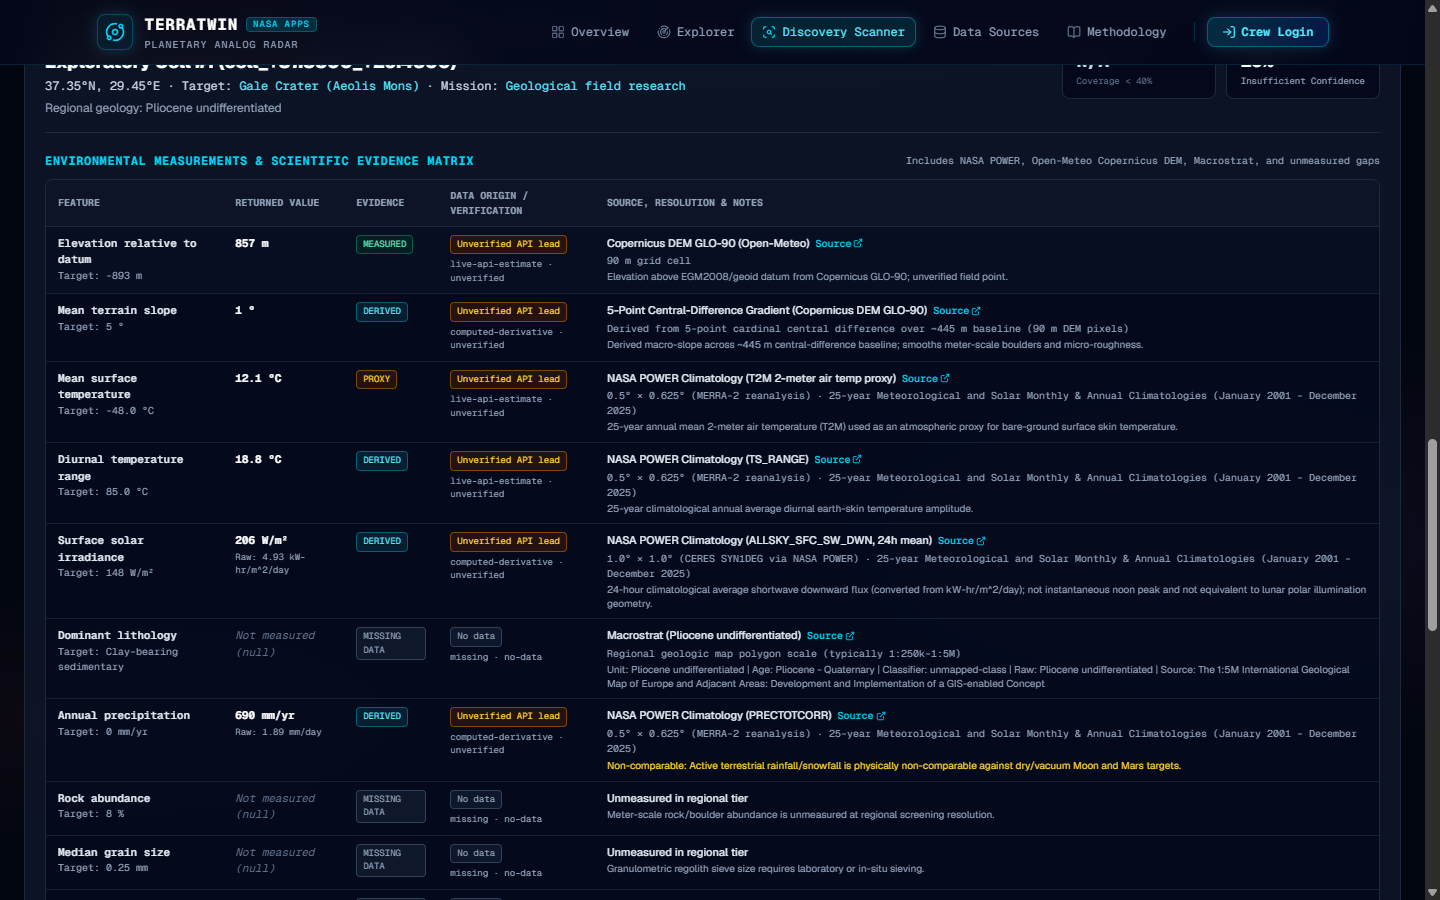 TERRATWIN NASA APPS
PLANETARY ANALOG RADAR
Overview
Explorer
Discovery Scanner
Data Sources
Methodology
Crew Login
37.35°N, 29.45°E · Target: Gale Crater (Aeolis Mons) · Mission: Geological field research
Regional geology: Pliocene undifferentiated
Coverage < 40%
Insufficient Confidence
ENVIRONMENTAL MEASUREMENTS & SCIENTIFIC EVIDENCE MATRIX
Includes NASA POWER, Open-Meteo Copernicus DEM, Macrostrat, and unmeasured gaps
FEATURE
RETURNED VALUE
EVIDENCE
DATA ORIGIN /
VERIFICATION
SOURCE, RESOLUTION & NOTES
Elevation relative to
datum
Target: -893 m
857 m
MEASURED
Unverified API lead
live-api-estimate ·
unverified
Copernicus DEM GLO-90 (Open-Meteo) Source
90 m grid cell
Elevation above EGM2008/geoid datum from Copernicus GLO-90; unverified field point.
Mean terrain slope
Target: 5 °
1 °
DERIVED
Unverified API lead
computed-derivative ·
unverified
5-Point Central-Difference Gradient (Copernicus DEM GLO-90) Source
Derived from 5-point cardinal central difference over ~445 m baseline (90 m DEM pixels)
Derived macro-slope across ~445 m central-difference baseline; smooths meter-scale boulders and micro-roughness.
Mean surface
temperature
Target: -48.0 °C
12.1 °C
PROXY
Unverified API lead
live-api-estimate ·
unverified
NASA POWER Climatology (T2M 2-meter air temp proxy) Source
0.5° × 0.625° (MERRA-2 reanalysis) · 25-year Meteorological and Solar Monthly & Annual Climatologies (January 2001 - December
2025)
25-year annual mean 2-meter air temperature (T2M) used as an atmospheric proxy for bare-ground surface skin temperature.
Diurnal temperature
range
Target: 85.0 °C
18.8 °C
DERIVED
Unverified API lead
live-api-estimate ·
unverified
NASA POWER Climatology (TS_RANGE) Source
0.5° × 0.625° (MERRA-2 reanalysis) · 25-year Meteorological and Solar Monthly & Annual Climatologies (January 2001 - December
2025)
25-year climatological annual average diurnal earth-skin temperature amplitude.
Surface solar
irradiance
Target: 148 W/m²
206 W/m²
Raw: 4.93 kW-
hr/m^2/day
DERIVED
Unverified API lead
computed-derivative ·
unverified
NASA POWER Climatology (ALLSKY_SFC_SW_DWN, 24h mean) Source
1.0° × 1.0° (CERES SYN1DEG via NASA POWER) · 25-year Meteorological and Solar Monthly & Annual Climatologies (January 2001 -
December 2025)
24-hour climatological average shortwave downward flux (converted from kW-hr/m^2/day); not instantaneous noon peak and not equivalent to lunar polar illumination
geometry.
Dominant lithology
Target: Clay-bearing
sedimentary
Not measured
(null)
MISSING
DATA
No data
missing · no-data
Macrostrat (Pliocene undifferentiated) Source
Regional geologic map polygon scale (typically 1:250k-1:5M)
Unit: Pliocene undifferentiated | Age: Pliocene - Quaternary | Classifier: unmapped-class | Raw: Pliocene undifferentiated | Source: The 1:5M International Geological
Map of Europe and Adjacent Areas: Development and Implementation of a GIS-enabled Concept
Annual precipitation
Target: 0 mm/yr
690 mm/yr
Raw: 1.89 mm/day
DERIVED
Unverified API lead
computed-derivative ·
unverified
NASA POWER Climatology (PRECTOTCORR) Source
0.5° × 0.625° (MERRA-2 reanalysis) · 25-year Meteorological and Solar Monthly & Annual Climatologies (January 2001 - December
2025)
Non-comparable: Active terrestrial rainfall/snowfall is physically non-comparable against dry/vacuum Moon and Mars targets.
Rock abundance
Target: 8 %
Not measured
(null)
MISSING
DATA
No data
missing · no-data
Unmeasured in regional tier
Meter-scale rock/boulder abundance is unmeasured at regional screening resolution.
Median grain size
Target: 0.25 mm
Not measured
(null)
MISSING
DATA
No data
missing · no-data
Unmeasured in regional tier
Granulometric regolith sieve size requires laboratory or in-situ sieving.